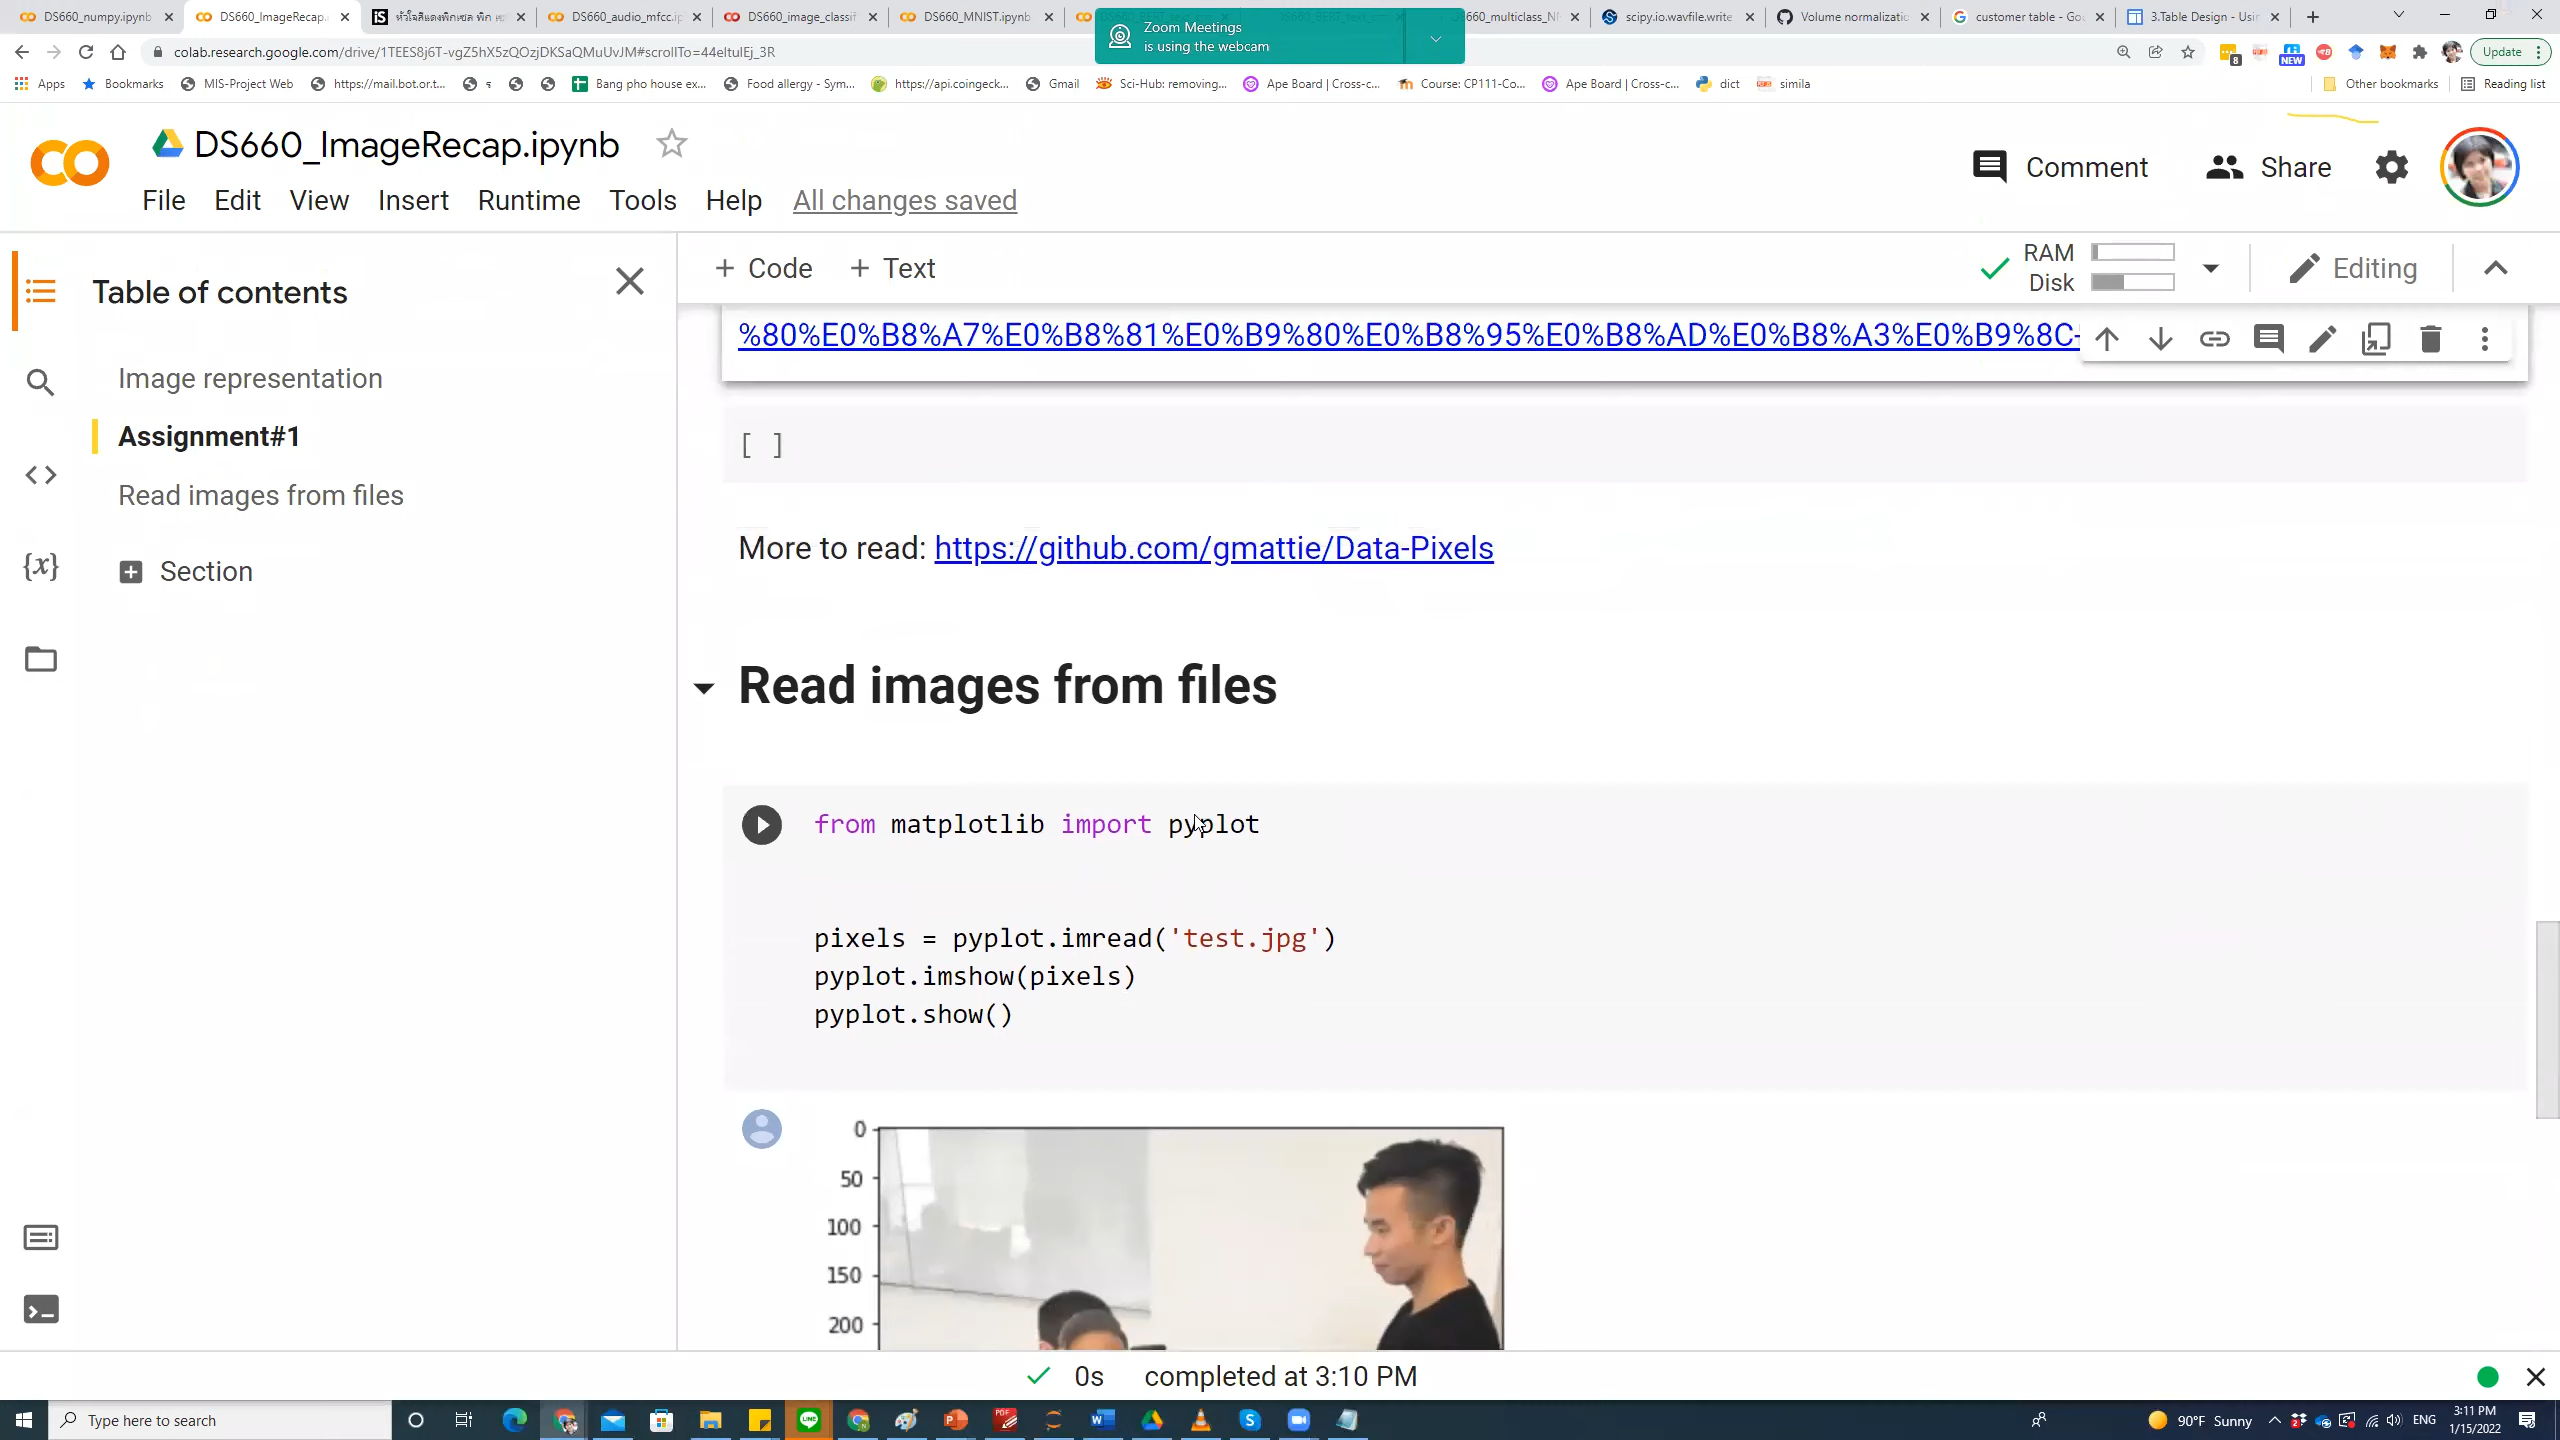 DS660_numpy.ipynb
DS660_ImageRecap.
DS660_audio_mfcc.ip
DS660_image_classif
DS660_MNIST.ipynb
DS660_multiclass_N
scipy.io.wavfile.write
Volume normalizatio
customer table - Goo
3.Table Design - Usin
Zoom Meetings
is using the webcam
colab.research.google.com/drive/1TEES8j6T-vgZ5hX5zQOzjDKSaQMuUvJM#scrollTo=44eltulEj_3R
8
NEW
Update
Apps
Bookmarks
MIS-Project Web
https://mail.bot.or.t...
Bang pho house ex...
Food allergy - Sym...
https://api.coingeck...
Gmail
Sci-Hub: removing...
Ape Board | Cross-c...
Course: CP111-Co...
Ape Board | Cross-c...
dict
simila
Other bookmarks
Reading list
DS660_ImageRecap.ipynb
Comment
Share
File Edit View Insert Runtime Tools Help All changes saved
Table of contents
Image representation
Assignment#1
Read images from files
Section
+ Code + Text
RAM
Disk
Editing
%80%E0%B8%A7%E0%B8%81%E0%B9%80%E0%B8%95%E0%B8%AD%E0%B8%A3%E0%B9%8C-
[ ]
More to read: https://github.com/gmattie/Data-Pixels
Read images from files
from matplotlib import pyplot
pixels = pyplot.imread('test.jpg')
pyplot.imshow(pixels)
pyplot.show()
0
50
100
150
200
0s completed at 3:10 PM
Type here to search
90°F Sunny
ENG
3:11 PM
1/15/2022